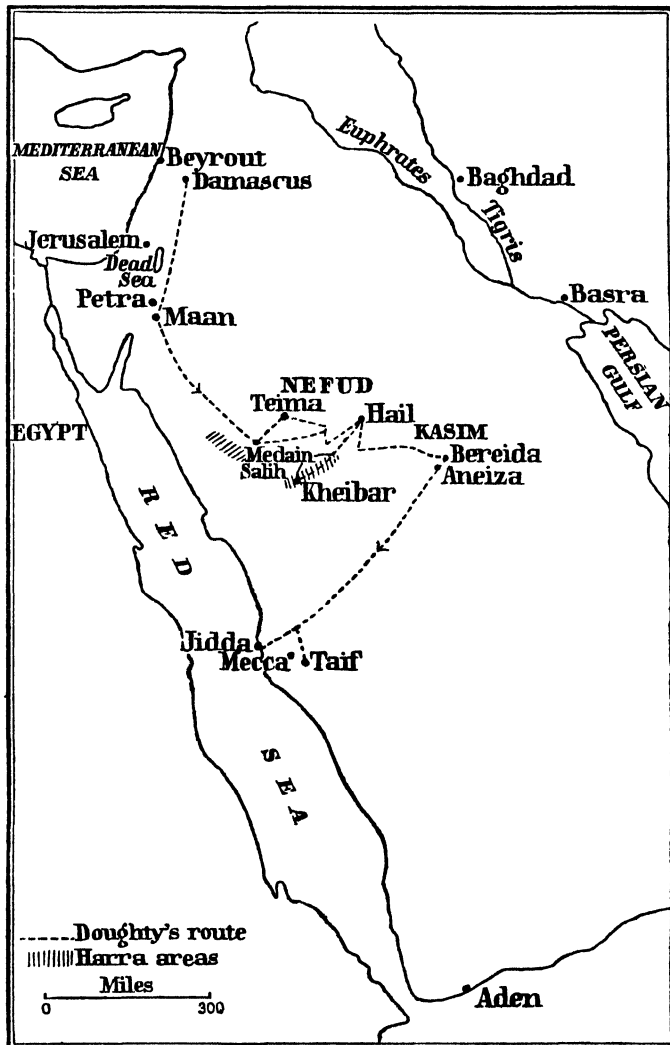 MEDITERRANEAN
SEA
Beyrout
Damascus
Euphrates
Baghdad
Tigris
Jerusalem
Dead
Sea
Petra
Maan
Basra
PERSIAN
GULF
NEFUD
Teima
Hail
EGYPT
KASIM
Medain
Salih
Bereida
Aneiza
Kheibar
RED
SEA
Jidda
Mecca
Taif
Doughty's route
Harra areas
Miles
0 300
Aden